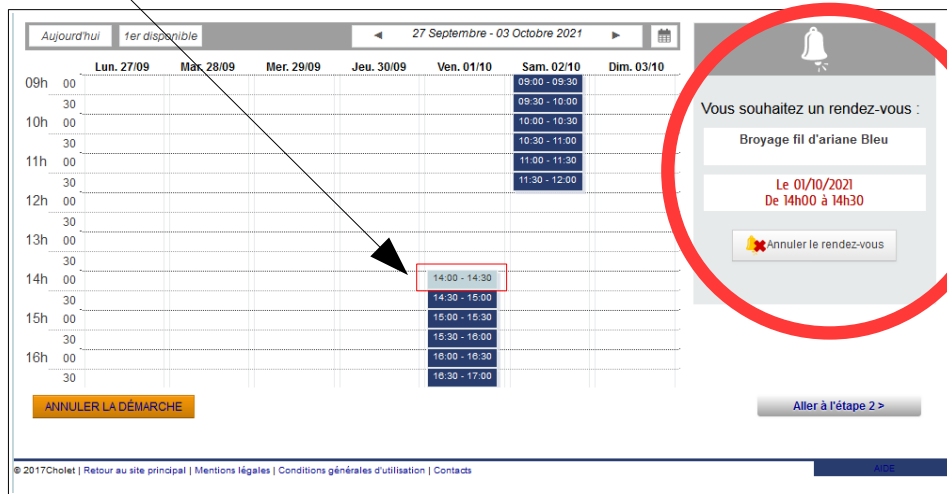 Aujourd'hui
1er disponible
◄
27 Septembre - 03 Octobre 2021
►
Lun. 27/09
Mar. 28/09
Mer. 29/09
Jeu. 30/09
Ven. 01/10
Sam. 02/10
Dim. 03/10
09h 00
09:00 - 09:30
30
09:30 - 10:00
10h 00
10:00 - 10:30
30
10:30 - 11:00
11h 00
11:00 - 11:30
30
11:30 - 12:00
12h 00
30
13h 00
30
14h 00
14:00 - 14:30
30
14:30 - 15:00
15h 00
15:00 - 15:30
30
15:30 - 16:00
16h 00
16:00 - 16:30
30
16:30 - 17:00
Vous souhaitez un rendez-vous :
Broyage fil d'ariane Bleu
Le 01/10/2021
De 14h00 à 14h30
Annuler le rendez-vous
ANNULER LA DÉMARCHE
Aller à l'étape 2 >
© 2017Cholet | Retour au site principal | Mentions légales | Conditions générales d'utilisation | Contacts
AIDE